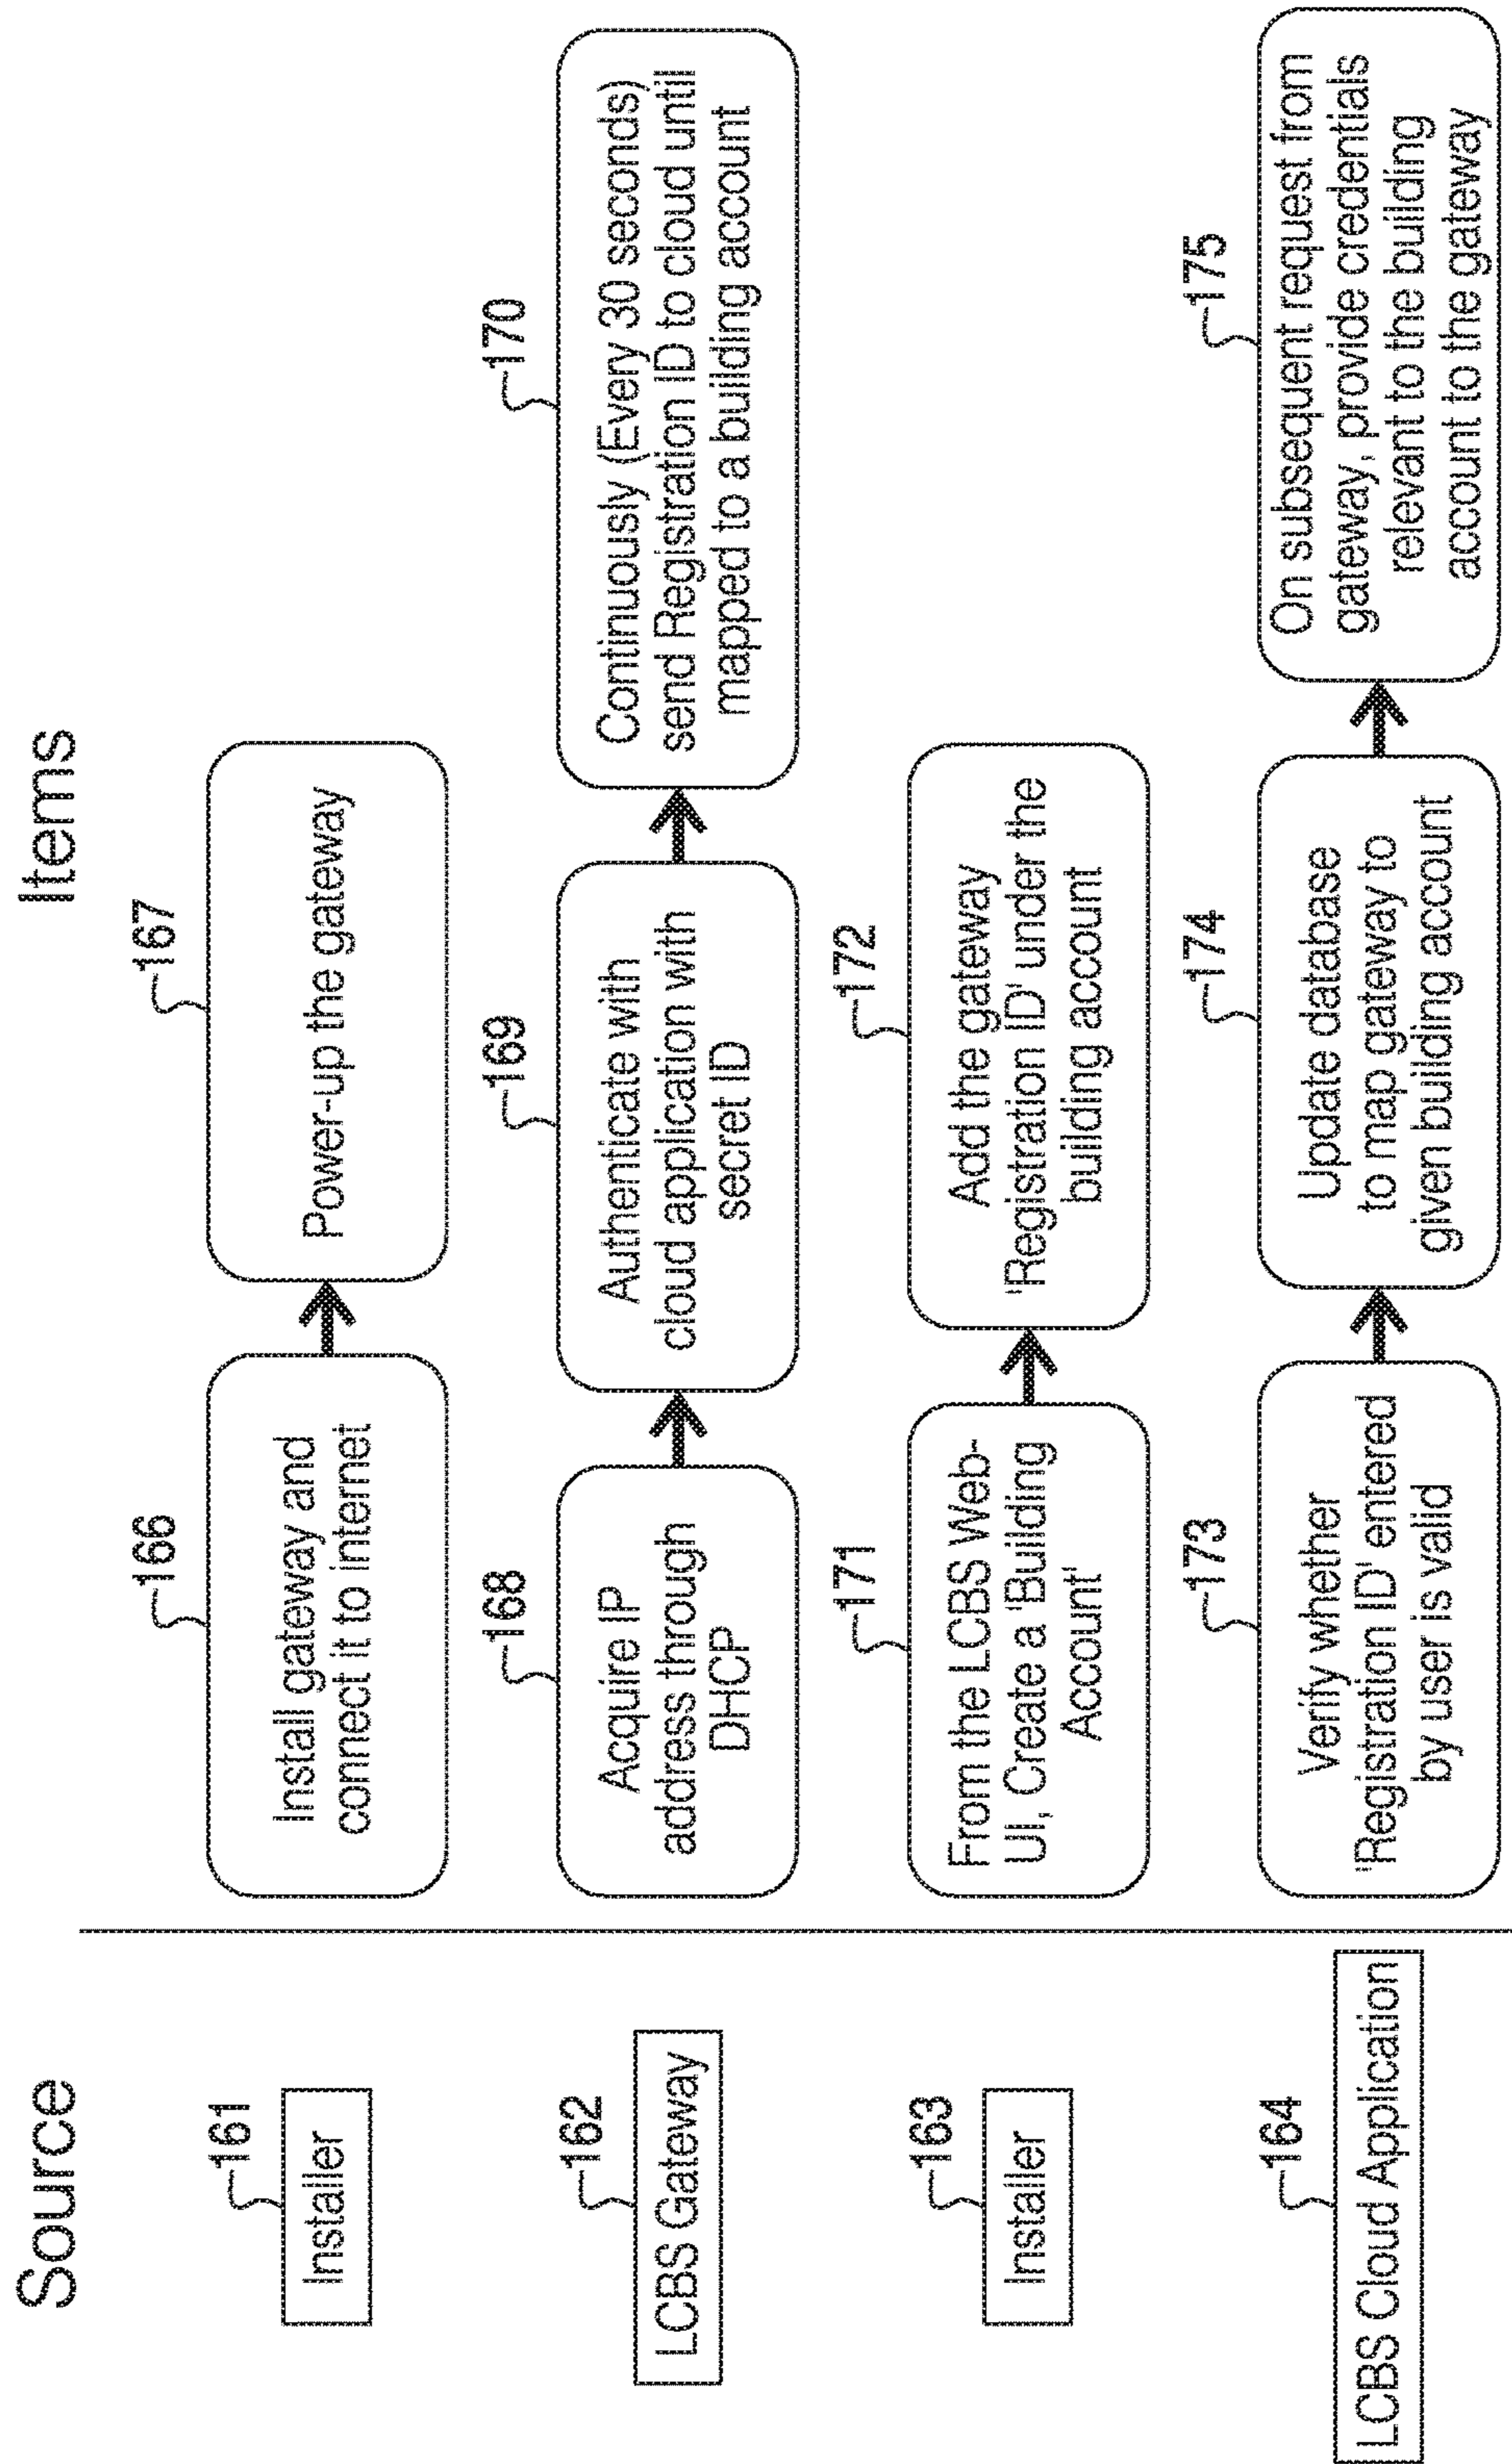 Source
Items
161
Installer
166
Install gateway and
connect it to internet
167
Power-up the gateway
162
LCBS Gateway
168
Acquire IP
address through
DHCP
169
Authenticate with
cloud application with
secret ID
170
Continuously (Every 30 seconds)
send Registration ID to cloud until
mapped to a building account
163
Installer
171
From the LCBS Web-
UI, Create a 'Building
Account'
172
Add the gateway
'Registration ID' under the
building account
164
LCBS Cloud Application
173
Verify whether
'Registration ID' entered
by user is valid
174
Update database
to map gateway to
given building account
175
On subsequent request from
gateway, provide credentials
relevant to the building
account to the gateway